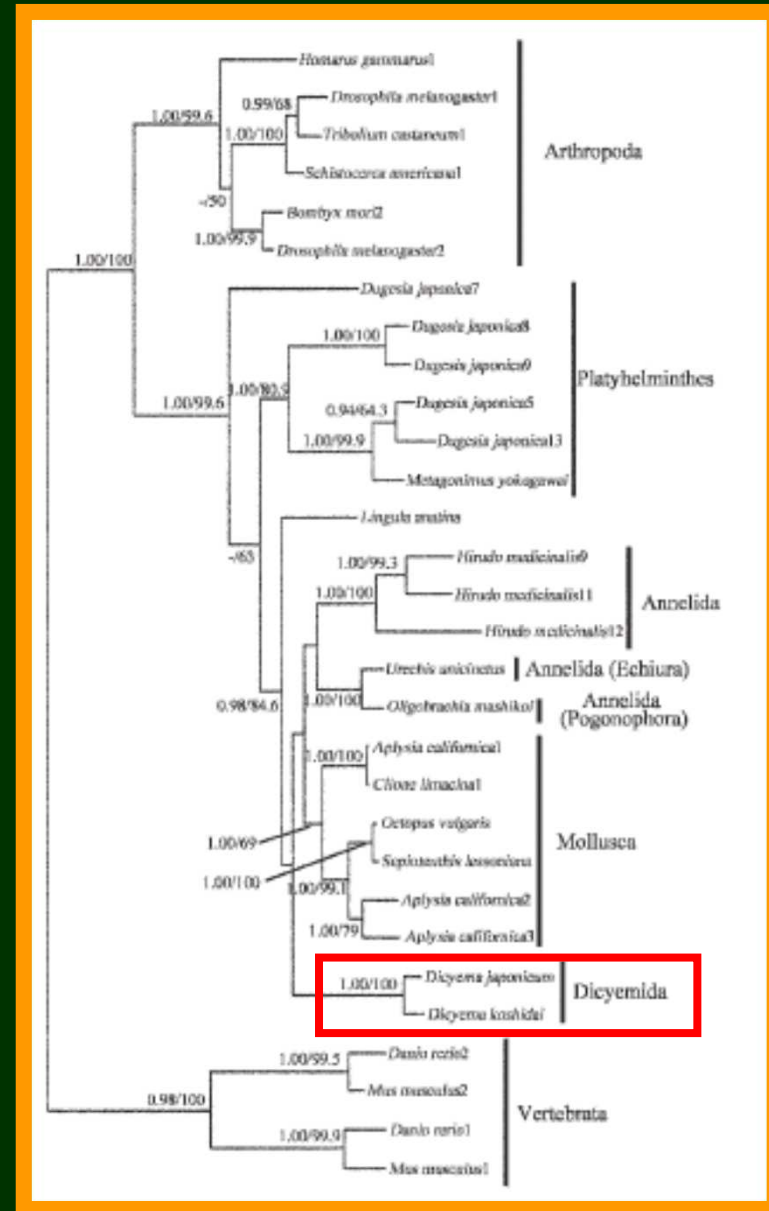 Homarus gammarus1
0.99/68
Drosophila melanogaster1
1.00/99.6
1.00/100
Tribolium castaneum1
Arthropoda
Schistocerca americana1
-/50
Bombyx mori2
1.00/99.9
Drosophila melanogaster2
1.00/100
Dugesia japonica7
Dugesia japonica8
1.00/100
Dugesia japonica9
Platyhelminthes
1.00/80.9
1.00/99.6
0.94/64.3
Dugesia japonica5
1.00/99.9
Dugesia japonica13
Metagonimus yokagawai
Lingula anatina
-/63
1.00/99.3
Hirudo medicinalis9
1.00/100
Hirudo medicinalis11
Annelida
Hirudo medicinalis12
Urechis unicinctus
Annelida (Echiura)
1.00/100
0.98/84.6
Oligobrachia mashikoi
Annelida
(Pogonophora)
Aplysia californica1
1.00/100
Clione limacina1
Octopus vulgaris
1.00/69
Mollusca
Sepioteuthis lessoniana
1.00/100
1.00/99.1
Aplysia californica2
1.00/79
Aplysia californica3
Dicyema japonicum
1.00/100
Dicyemida
Dicyema koshidai
Danio rerio2
1.00/99.5
Mus musculus2
0.98/100
Vertebrata
Danio rerio1
1.00/99.9
Mus musculus1